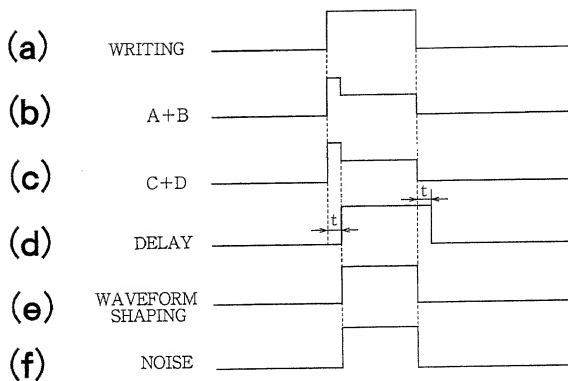 (a) WRITING
(b) A+B
(c) C+D
t
t
(d) DELAY
(e) WAVEFORM
SHAPING
(f) NOISE